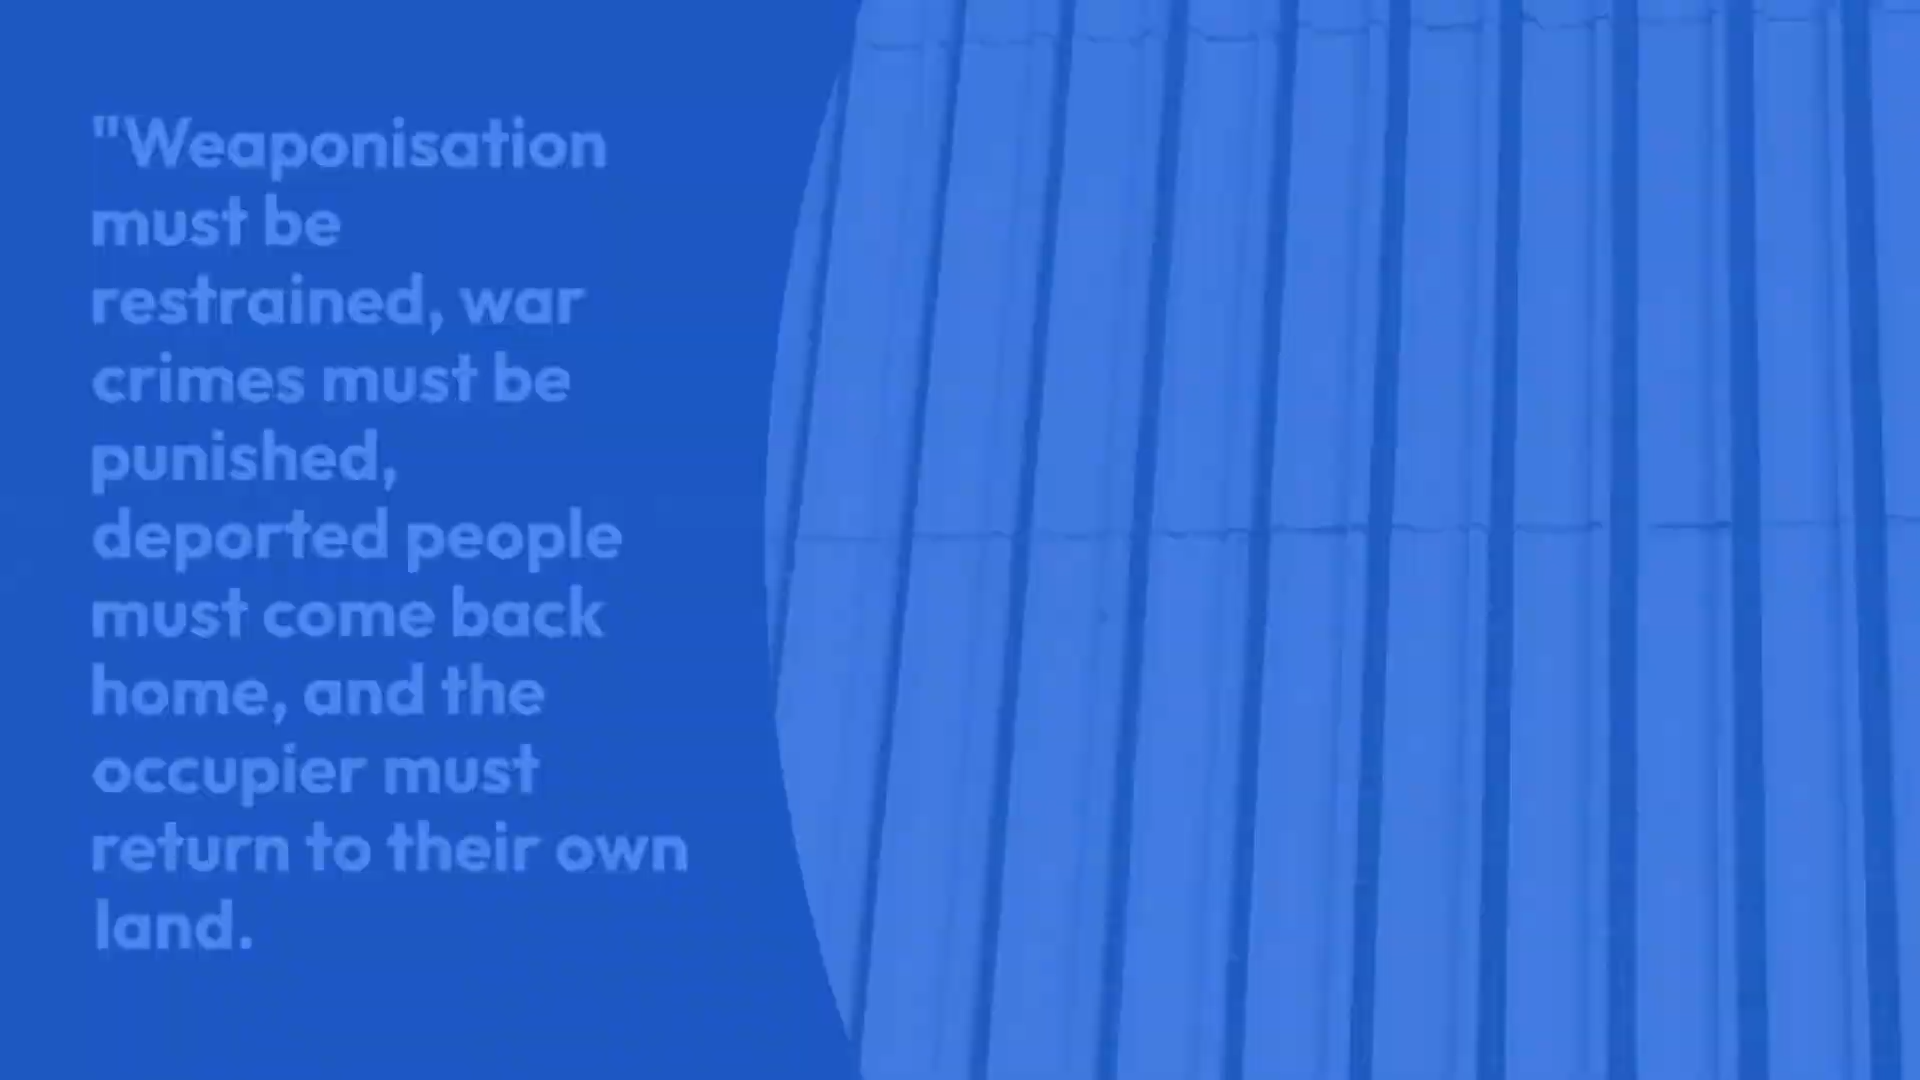 "Weaponisation
must be
restrained, war
crimes must be
punished,
deported people
must come back
home, and the
occupier must
return to their own
land.